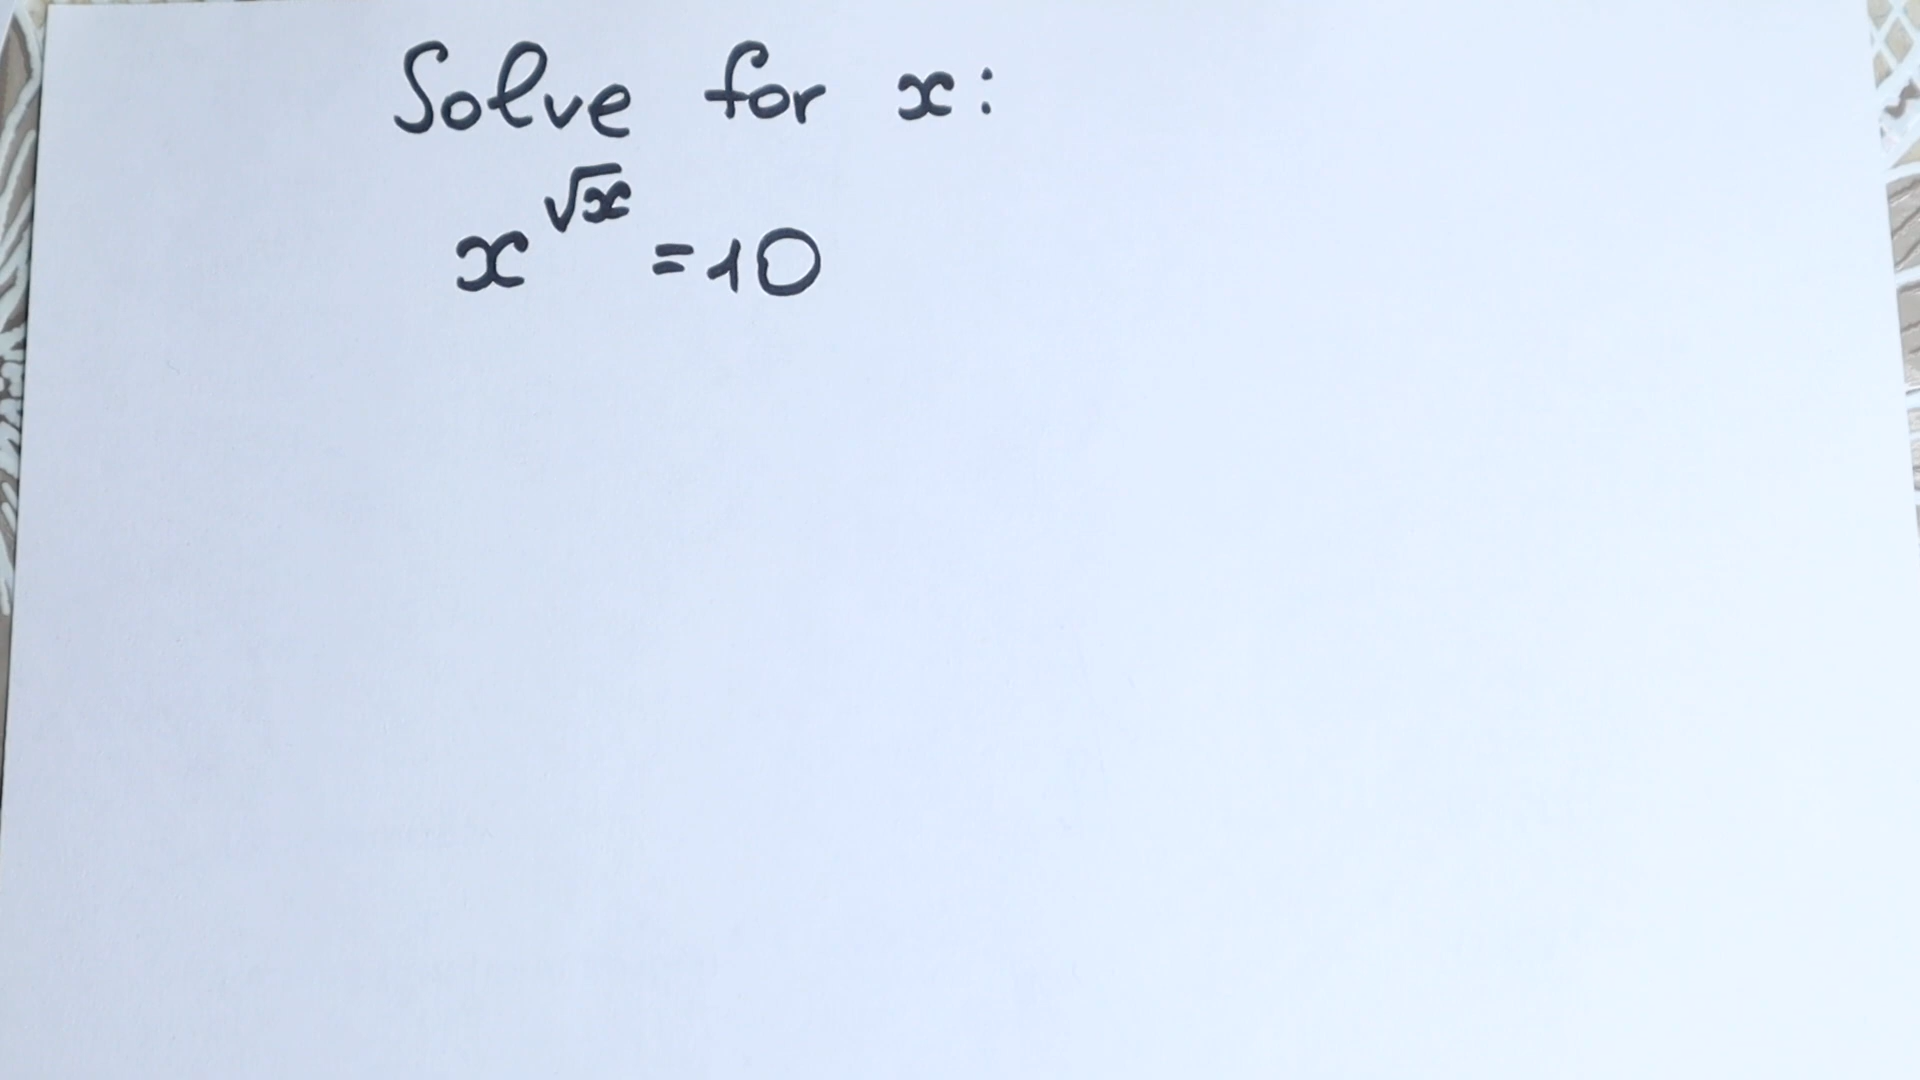 Solve for x:
x^√x = 10